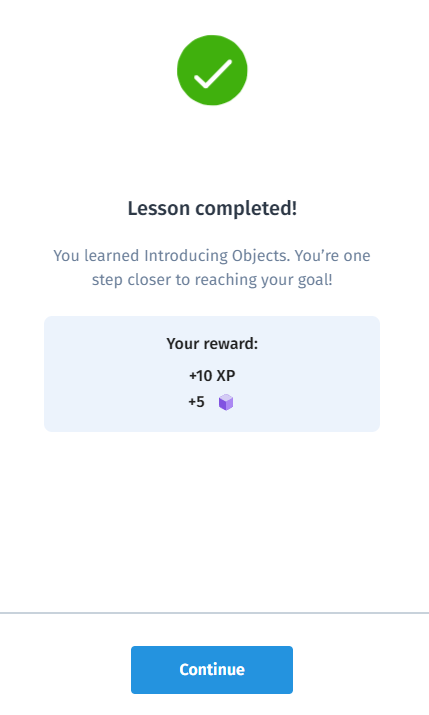 Lesson completed!
You learned Introducing Objects. You’re one
step closer to reaching your goal!
Your reward:
+10 XP
+5
Continue